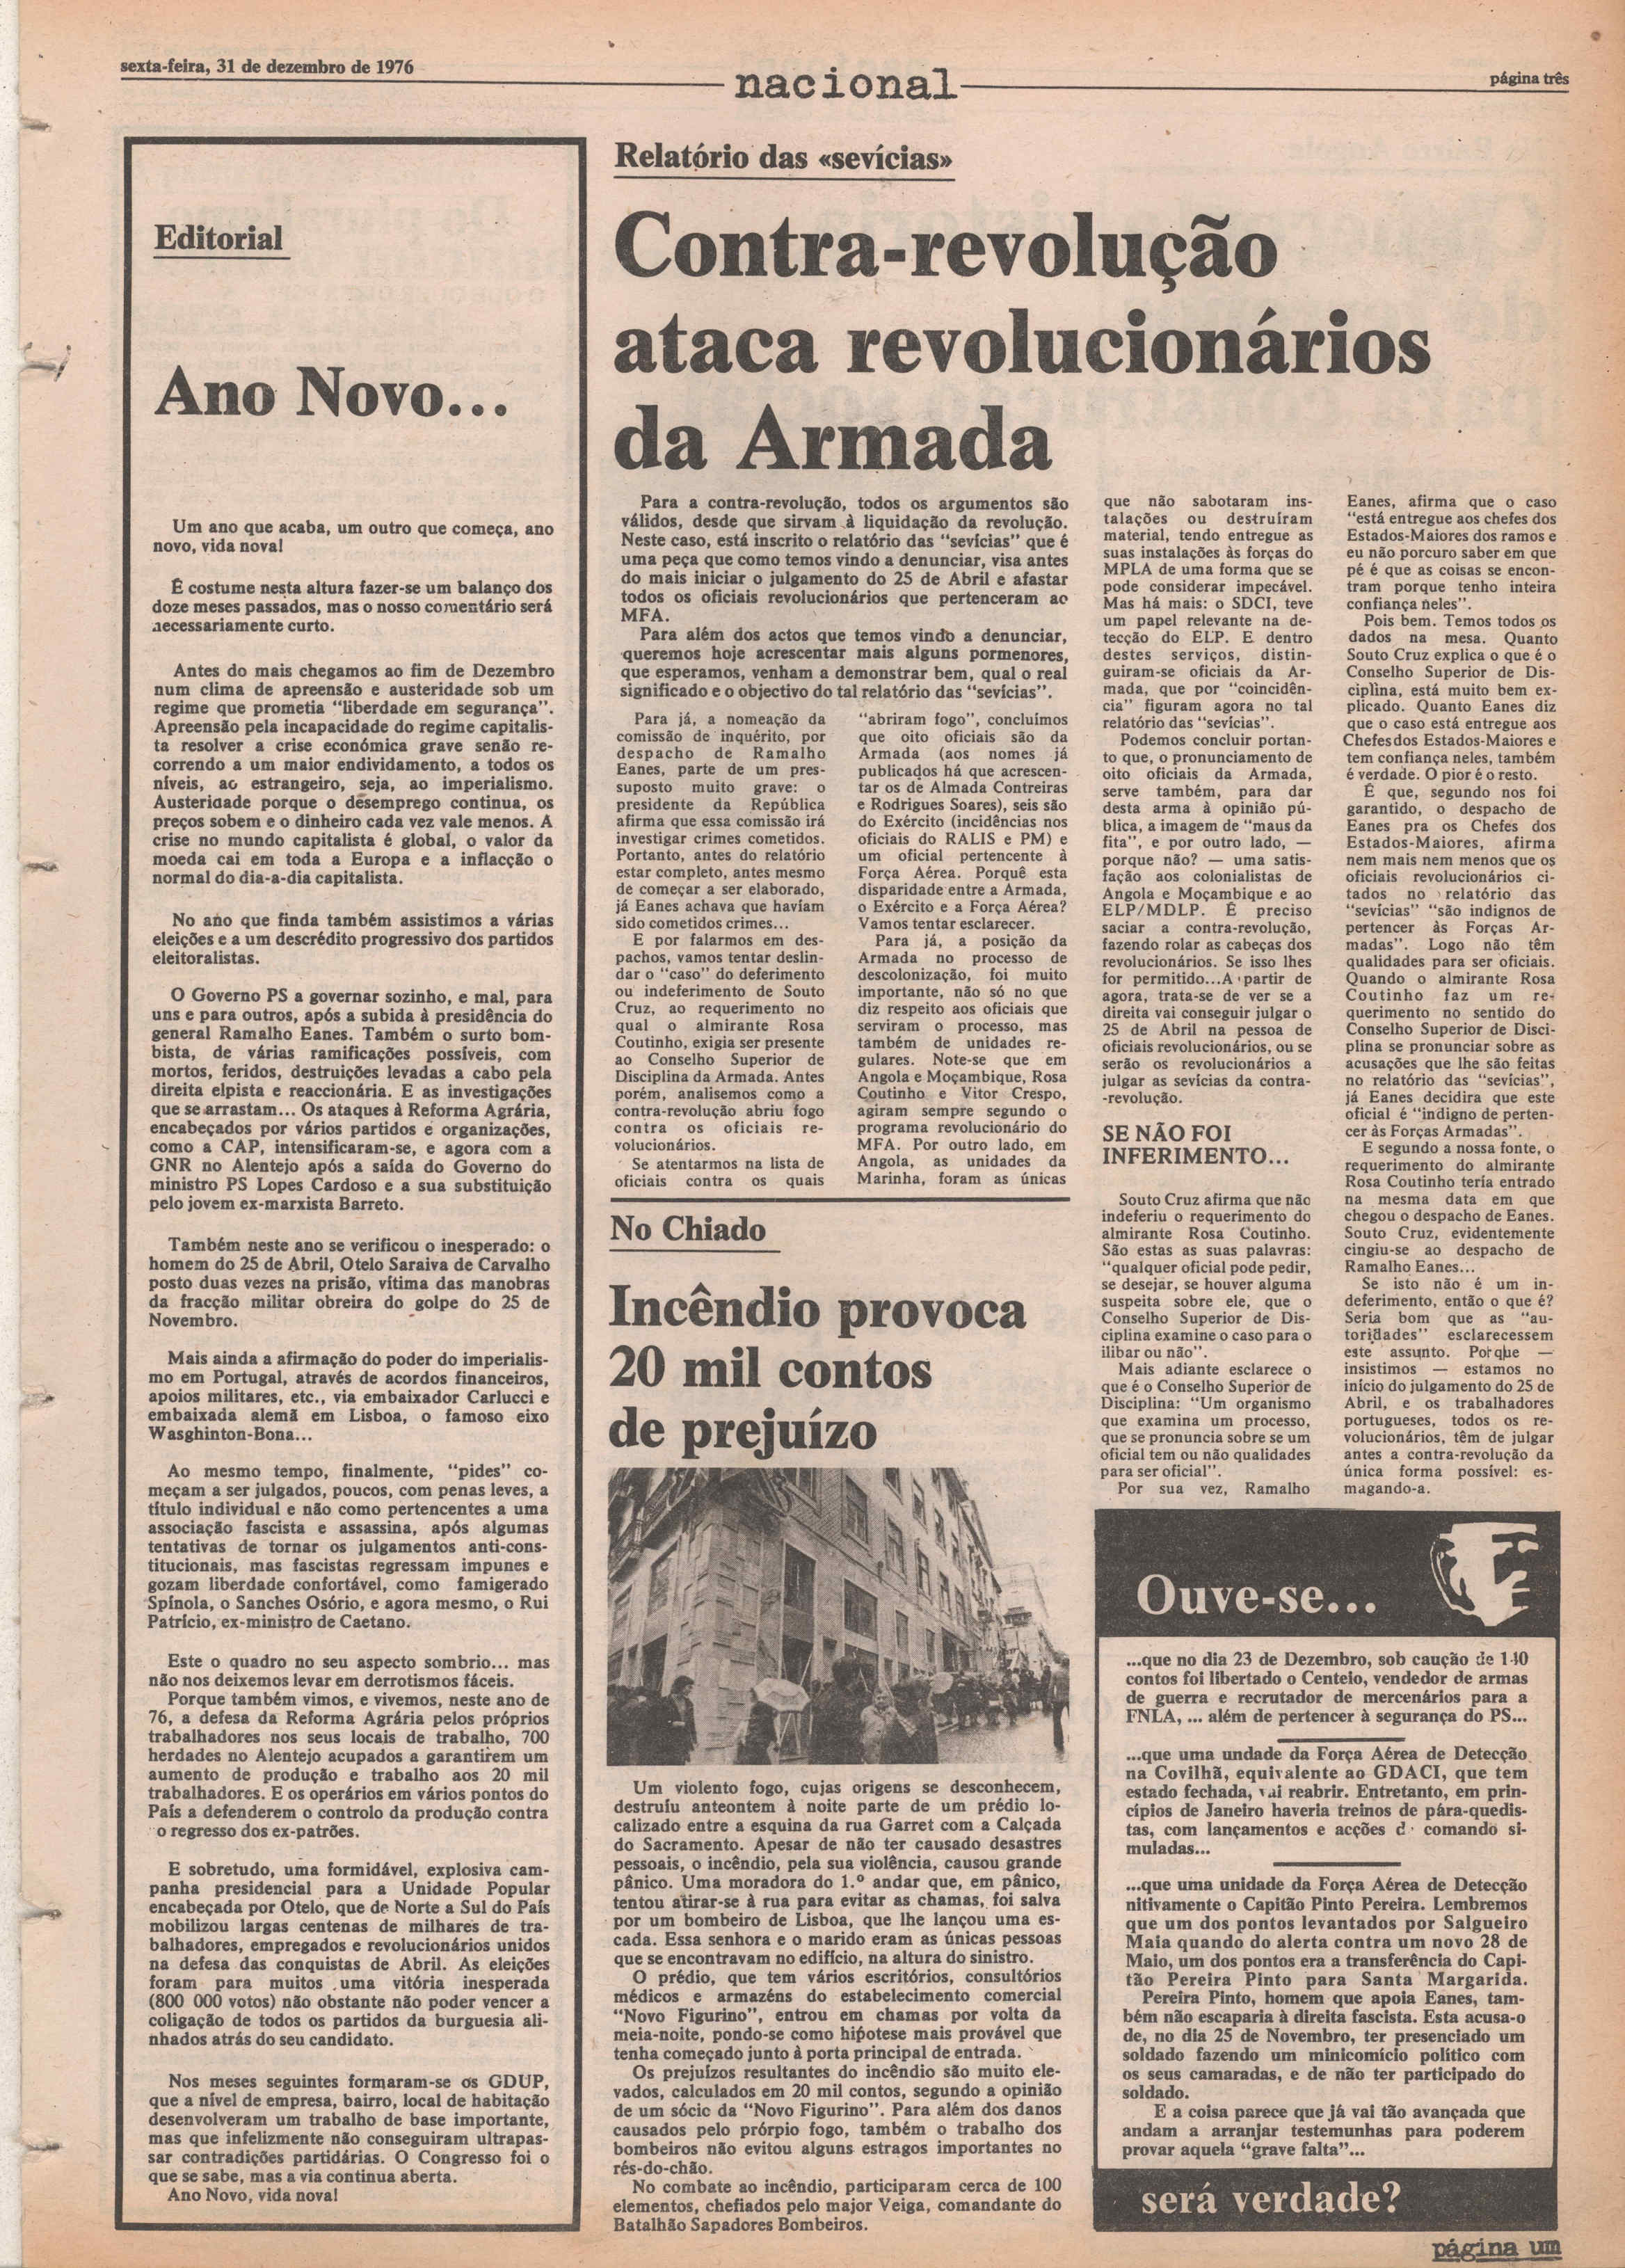 sexta-feira, 31 de dezembro de 1976
nacional
página três
Editorial
Ano Novo...
Um ano que acaba, um outro que começa, ano
novo, vida nova!
É costume nesta altura fazer-se um balanço dos
doze meses passados, mas o nosso comentário será
necessariamente curto.
Antes do mais chegamos ao fim de Dezembro
num clima de apreensão e austeridade sob um
regime que prometia "liberdade em segurança".
Apreensão pela incapacidade do regime capitalis-
ta resolver a crise económica grave senão re-
correndo a um maior endividamento, a todos os
níveis, ao estrangeiro, seja, ao imperialismo.
Austeridade porque o desemprego continua, os
preços sobem e o dinheiro cada vez vale menos. A
crise no mundo capitalista é global, o valor da
moeda cai em toda a Europa e a inflacção o
normal do dia-a-dia capitalista.
No ano que finda também assistimos a várias
eleições e a um descrédito progressivo dos partidos
eleitoralistas.
O Governo PS a governar sozinho, e mal, para
uns e para outros, após a subida à presidência do
general Ramalho Eanes. Também o surto bom-
bista, de várias ramificações possíveis, com
mortos, feridos, destruições levadas a cabo pela
direita elpista e reaccionária. E as investigações
que se arrastam... Os ataques à Reforma Agrária,
encabeçados por vários partidos e organizações,
como a CAP, intensificaram-se, e agora com a
GNR no Alentejo após a saída do Governo do
ministro PS Lopes Cardoso e a sua substituição
pelo jovem ex-marxista Barreto.
Também neste ano se verificou o inesperado: o
homem do 25 de Abril, Otelo Saraiva de Carvalho
posto duas vezes na prisão, vítima das manobras
da fracção militar obreira do golpe do 25 de
Novembro.
Mais ainda a afirmação do poder do imperialis-
mo em Portugal, através de acordos financeiros,
apoios militares, etc., via embaixador Carlucci e
embaixada alemã em Lisboa, o famoso eixo
Wasghinton-Bona...
Ao mesmo tempo, finalmente, "pides" co-
meçam a ser julgados, poucos, com penas leves, a
título individual e não como pertencentes a uma
associação fascista e assassina, após algumas
tentativas de tornar os julgamentos anti-cons-
titucionais, mas fascistas regressam impunes e
gozam liberdade confortável, como famigerado
Spínola, o Sanches Osório, e agora mesmo, o Rui
Patrício, ex-ministro de Caetano.
Este o quadro no seu aspecto sombrio... mas
não nos deixemos levar em derrotismos fáceis.
Porque também vimos, e vivemos, neste ano de
76, a defesa da Reforma Agrária pelos próprios
trabalhadores nos seus locais de trabalho, 700
herdades no Alentejo acupados a garantirem um
aumento de produção e trabalho aos 20 mil
trabalhadores. E os operários em vários pontos do
País a defenderem o controlo da produção contra
o regresso dos ex-patrões.
E sobretudo, uma formidável, explosiva cam-
panha presidencial para a Unidade Popular
encabeçada por Otelo, que de Norte a Sul do País
mobilizou largas centenas de milhares de tra-
balhadores, empregados e revolucionários unidos
na defesa das conquistas de Abril. As eleições
foram para muitos uma vitória inesperada
(800 000 votos) não obstante não poder vencer a
coligação de todos os partidos da burguesia ali-
nhados atrás do seu candidato.
Nos meses seguintes formaram-se os GDUP,
que a nível de empresa, bairro, local de habitação
desenvolveram um trabalho de base importante,
mas que infelizmente não conseguiram ultrapas-
sar contradições partidárias. O Congresso foi o
que se sabe, mas a via continua aberta.
Ano Novo, vida nova!
Relatório das «sevícias»
Contra-revolução
ataca revolucionários
da Armada
Para a contra-revolução, todos os argumentos são
válidos, desde que sirvam à liquidação da revolução.
Neste caso, está inscrito o relatório das "sevícias" que é
uma peça que como temos vindo a denunciar, visa antes
do mais iniciar o julgamento do 25 de Abril e afastar
todos os oficiais revolucionários que pertenceram ao
MFA.
Para além dos actos que temos vindo a denunciar,
queremos hoje acrescentar mais alguns pormenores,
que esperamos, venham a demonstrar bem, qual o real
significado e o objectivo do tal relatório das "sevícias".
Para já, a nomeação da
comissão de inquérito, por
despacho de Ramalho
Eanes, parte de um pres-
suposto muito grave: o
presidente da República
afirma que essa comissão irá
investigar crimes cometidos.
Portanto, antes do relatório
estar completo, antes mesmo
de começar a ser elaborado,
já Eanes achava que havíam
sido cometidos crimes...
E por falarmos em des-
pachos, vamos tentar deslin-
dar o "caso" do deferimento
ou indeferimento de Souto
Cruz, ao requerimento no
qual o almirante Rosa
Coutinho, exigia ser presente
ao Conselho Superior de
Disciplina da Armada. Antes
porém, analisemos como a
contra-revolução abriu fogo
contra os oficiais re-
volucionários.
Se atentarmos na lista de
oficiais contra os quais
"abriram fogo", concluímos
que oito oficiais são da
Armada (aos nomes já
publicados há que acrescen-
tar os de Almada Contreiras
e Rodrigues Soares), seis são
do Exército (incidências nos
oficiais do RALIS e PM) e
um oficial pertencente à
Força Aérea. Porquê esta
disparidade entre a Armada,
o Exército e a Força Aérea?
Vamos tentar esclarecer.
Para já, a posição da
Armada no processo de
descolonização, foi muito
importante, não só no que
diz respeito aos oficiais que
serviram o processo, mas
também de unidades re-
gulares. Note-se que em
Angola e Moçambique, Rosa
Coutinho e Vitor Crespo,
agiram sempre segundo o
programa revolucionário do
MFA. Por outro lado, em
Angola, as unidades da
Marinha, foram as únicas
que não sabotaram ins-
talações ou destruíram
material, tendo entregue as
suas instalações às forças do
MPLA de uma forma que se
pode considerar impecável.
Mas há mais: o SDCI, teve
um papel relevante na de-
tecção do ELP. E dentro
destes serviços, distin-
guiram-se oficiais da Ar-
mada, que por "coincidên-
cia" figuram agora no tal
relatório das "sevícias".
Podemos concluir portan-
to que, o pronunciamento de
oito oficiais da Armada,
serve também, para dar
desta arma à opinião pú-
blica, a imagem de "maus da
fita", e por outro lado, —
porque não? — uma satis-
fação aos colonialistas de
Angola e Moçambique e ao
ELP/MDLP. É preciso
saciar a contra-revolução,
fazendo rolar as cabeças dos
revolucionários. Se isso lhes
for permitido...A partir de
agora, trata-se de ver se a
direita vai conseguir julgar o
25 de Abril na pessoa de
oficiais revolucionários, ou se
serão os revolucionários a
julgar as sevícias da contra-
-revolução.
SE NÃO FOI
INFERIMENTO...
Souto Cruz afirma que não
indeferiu o requerimento do
almirante Rosa Coutinho.
São estas as suas palavras:
"qualquer oficial pode pedir,
se desejar, se houver alguma
suspeita sobre ele, que o
Conselho Superior de Dis-
ciplina examine o caso para o
ilibar ou não".
Mais adiante esclarece o
que é o Conselho Superior de
Disciplina: "Um organismo
que examina um processo,
que se pronuncia sobre se um
oficial tem ou não qualidades
para ser oficial".
Por sua vez, Ramalho
Eanes, afirma que o caso
"está entregue aos chefes dos
Estados-Maiores dos ramos e
eu não porcuro saber em que
pé é que as coisas se encon-
tram porque tenho inteira
confiança neles".
Pois bem. Temos todos os
dados na mesa. Quanto
Souto Cruz explica o que é o
Conselho Superior de Dis-
ciplina, está muito bem ex-
plicado. Quanto Eanes diz
que o caso está entregue aos
Chefes dos Estados-Maiores e
tem confiança neles, também
é verdade. O pior é o resto.
É que, segundo nos foi
garantido, o despacho de
Eanes pra os Chefes dos
Estados-Maiores, afirma
nem mais nem menos que os
oficiais revolucionários ci-
tados no relatório das
"sevícias" "são indignos de
pertencer às Forças Ar-
madas". Logo não têm
qualidades para ser oficiais.
Quando o almirante Rosa
Coutinho faz um re-
querimento no sentido do
Conselho Superior de Disci-
plina se pronunciar sobre as
acusações que lhe são feitas
no relatório das "sevícias",
já Eanes decidira que este
oficial é "indigno de perten-
cer às Forças Armadas".
E segundo a nossa fonte, o
requerimento do almirante
Rosa Coutinho teria entrado
na mesma data em que
chegou o despacho de Eanes.
Souto Cruz, evidentemente
cingiu-se ao despacho de
Ramalho Eanes...
Se isto não é um in-
deferimento, então o que é?
Seria bom que as "au-
toridades" esclarecessem
este assunto. Porque —
insistimos — estamos no
início do julgamento do 25 de
Abril, e os trabalhadores
portugueses, todos os re-
volucionários, têm de julgar
antes a contra-revolução da
única forma possível: es-
magando-a.
No Chiado
Incêndio provoca
20 mil contos
de prejuízo
Um violento fogo, cujas origens se desconhecem,
destruíu anteontem à noite parte de um prédio lo-
calizado entre a esquina da rua Garret com a Calçada
do Sacramento. Apesar de não ter causado desastres
pessoais, o incêndio, pela sua violência, causou grande
pânico. Uma moradora do 1.º andar que, em pânico,
tentou atirar-se à rua para evitar as chamas, foi salva
por um bombeiro de Lisboa, que lhe lançou uma es-
cada. Essa senhora e o marido eram as únicas pessoas
que se encontravam no edifício, na altura do sinistro.
O prédio, que tem vários escritórios, consultórios
médicos e armazéns do estabelecimento comercial
"Novo Figurino", entrou em chamas por volta da
meia-noite, pondo-se como hipótese mais provável que
tenha começado junto à porta principal de entrada.
Os prejuízos resultantes do incêndio são muito ele-
vados, calculados em 20 mil contos, segundo a opinião
de um sócio da "Novo Figurino". Para além dos danos
causados pelo prórpio fogo, também o trabalho dos
bombeiros não evitou alguns estragos importantes no
rés-do-chão.
No combate ao incêndio, participaram cerca de 100
elementos, chefiados pelo major Veiga, comandante do
Batalhão Sapadores Bombeiros.
Ouve-se...
...que no dia 23 de Dezembro, sob caução de 140
contos foi libertado o Centeio, vendedor de armas
de guerra e recrutador de mercenários para a
FNLA, ... além de pertencer à segurança do PS...
...que uma undade da Força Aérea de Detecção
na Covilhã, equivalente ao GDACI, que tem
estado fechada, vai reabrir. Entretanto, em prin-
cípios de Janeiro haveria treinos de pára-quedis-
tas, com lançamentos e acções de comando si-
muladas...
...que uma unidade da Força Aérea de Detecção
nitivamente o Capitão Pinto Pereira. Lembremos
que um dos pontos levantados por Salgueiro
Maia quando do alerta contra um novo 28 de
Maio, um dos pontos era a transferência do Capi-
tão Pereira Pinto para Santa Margarida.
Pereira Pinto, homem que apoia Eanes, tam-
bém não escaparia à direita fascista. Esta acusa-o
de, no dia 25 de Novembro, ter presenciado um
soldado fazendo um minicomício político com
os seus camaradas, e de não ter participado do
soldado.
E a coisa parece que já vai tão avançada que
andam a arranjar testemunhas para poderem
provar aquela "grave falta"...
será verdade?
página um